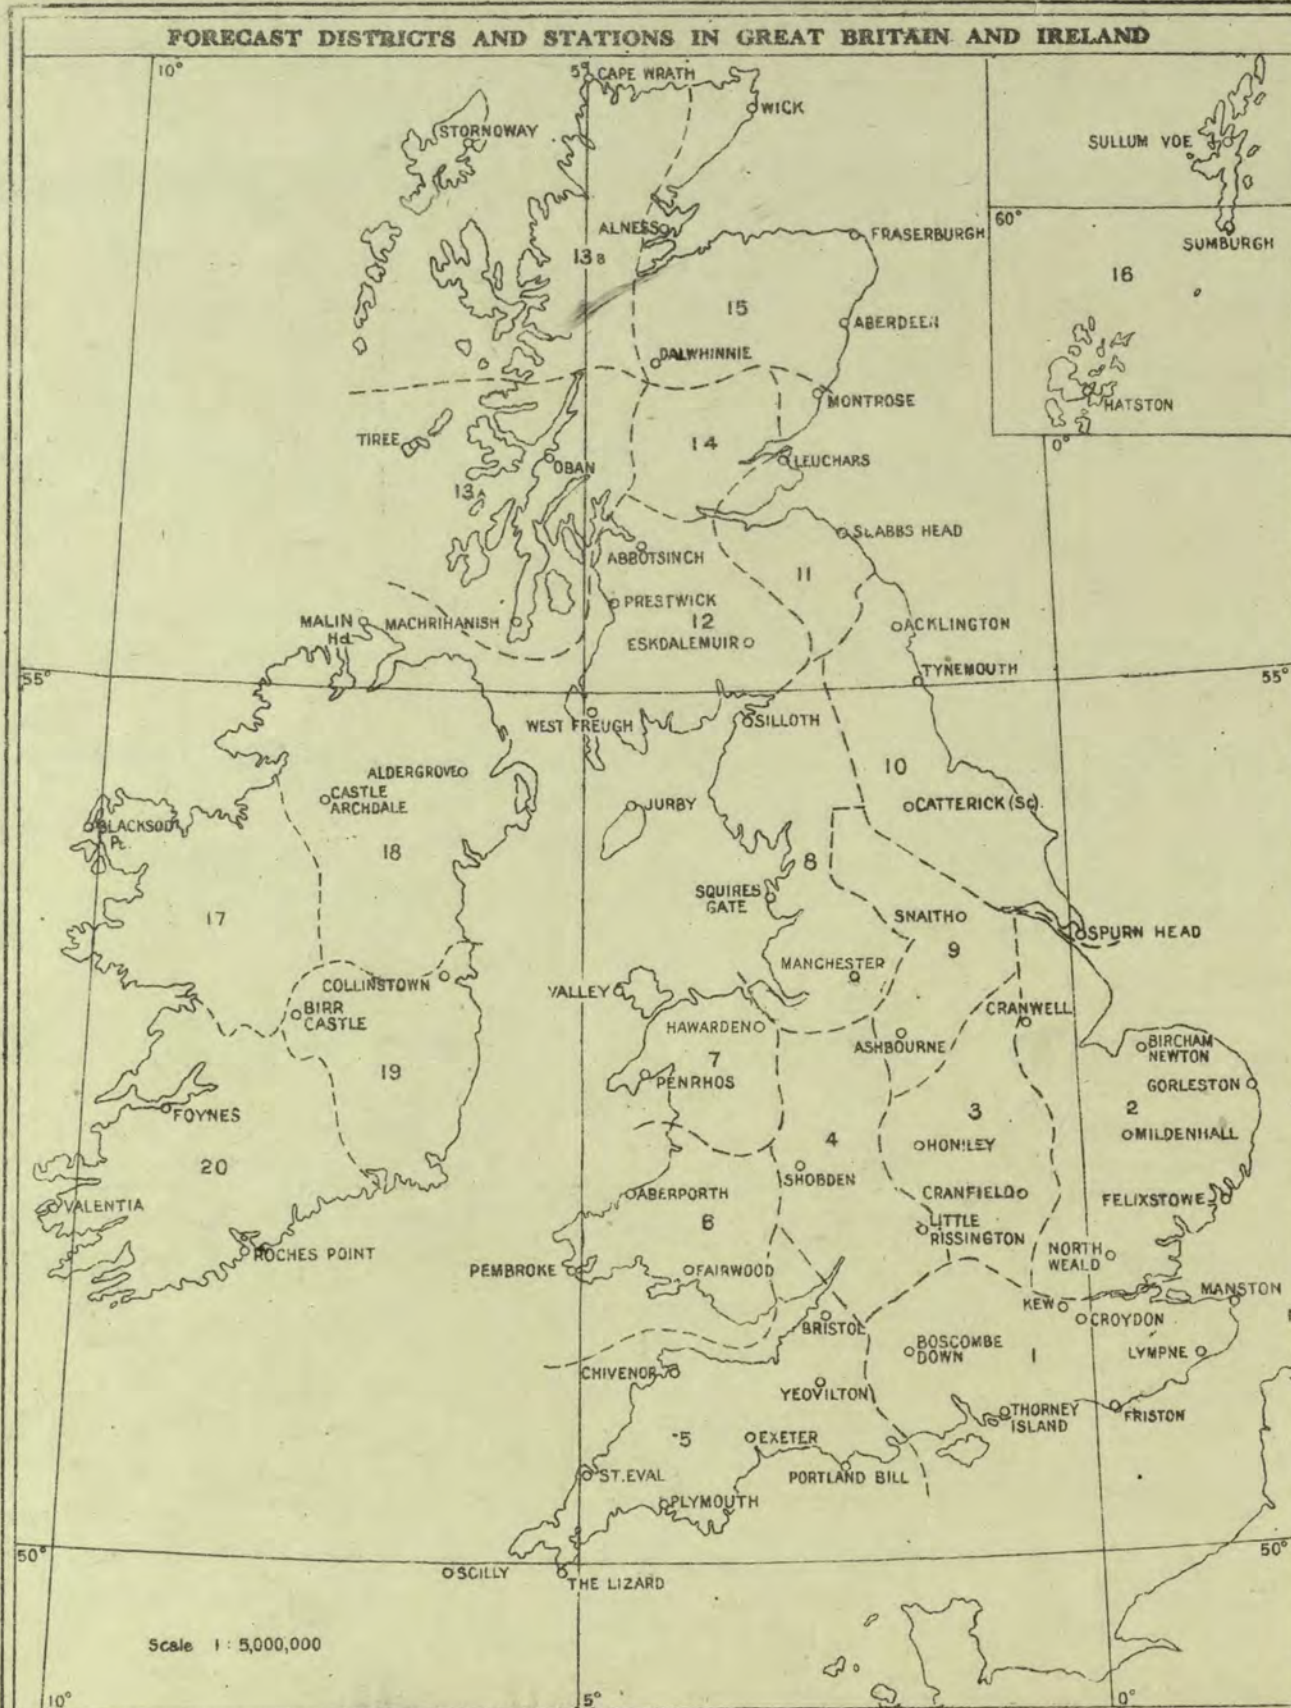 FORECAST DISTRICTS AND STATIONS IN GREAT BRITAIN AND IRELAND
10°
5°
CAPE WRATH
WICK
STORNOWAY
SULLUM VOE
60°
ALNESS
FRASERBURGH
SUMBURGH
13B
16
15
ABERDEEN
DALWHINNIE
MONTROSE
HATSTON
TIREE
14
0°
OBAN
LEUCHARS
13A
St. ABBS HEAD
ABBOTSINCH
11
PRESTWICK
MALIN
Hd.
MACHRIHANISH
12
ACKLINGTON
ESKDALEMUIR
55°
TYNEMOUTH
55°
WEST FREUGH
SILLOTH
ALDERGROVE
10
CASTLE
ARCHDALE
JURBY
CATTERICK (Sc).
BLACKSOD
Pt.
18
8
SQUIRES
GATE
17
SNAITH
SPURN HEAD
9
MANCHESTER
COLLINSTOWN
VALLEY
BIRR
CASTLE
CRANWELL
HAWARDEN
ASHBOURNE
BIRCHAM
NEWTON
7
19
PENRHOS
GORLESTON
FOYNES
3
2
4
HONILEY
MILDENHALL
20
SHOBDEN
VALENTIA
ABERPORTH
CRANFIELD
FELIXSTOWE
6
LITTLE
RISSINGTON
ROCHES POINT
NORTH
WEALD
PEMBROKE
FAIRWOOD
MANSTON
KEW
CROYDON
BRISTOL
BOSCOMBE
DOWN
1
LYMPNE
CHIVENOR
YEOVILTON
THORNEY
ISLAND
FRISTON
5
EXETER
ST. EVAL
PORTLAND BILL
PLYMOUTH
50°
50°
SCILLY
THE LIZARD
Scale 1 : 5,000,000
10°
5°
0°